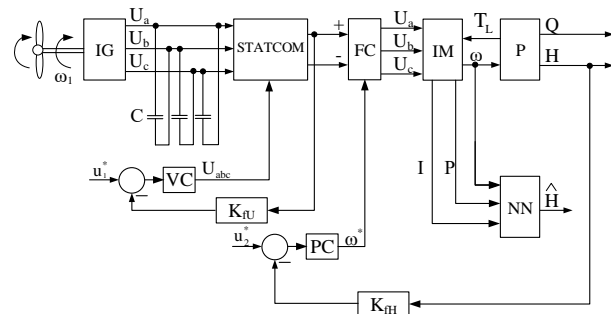 U_a
U_b
U_c
ω_1
IG
C
STATCOM
+
-
FC
U_a
U_b
U_c
IM
T_L
ω
P
Q
H
I
P
u_1^*
VC
U_abc
K_fU
NN
Ĥ
u_2^*
PC
ω^*
K_fH